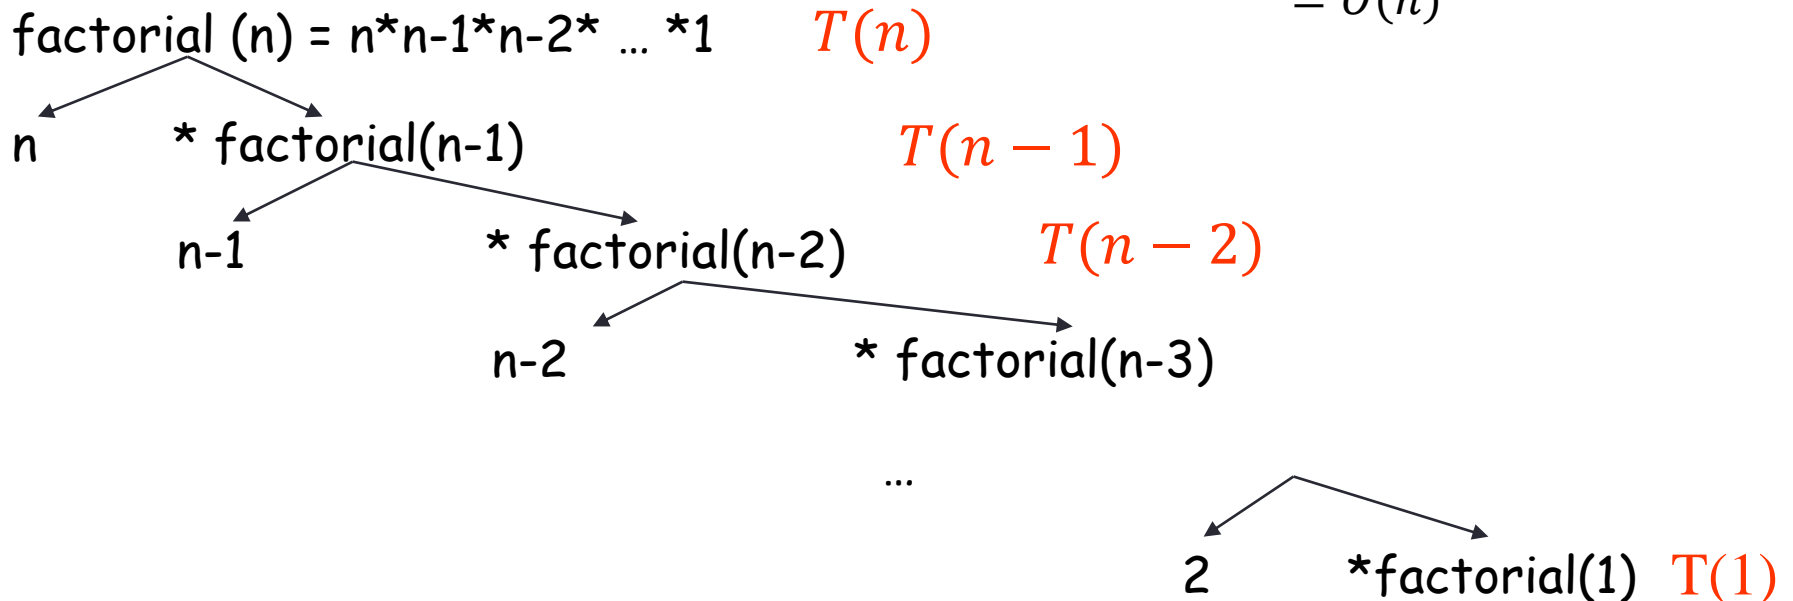 = O(n)
factorial (n) = n*n-1*n-2* … *1 T(n)
n * factorial(n-1) T(n − 1)
n-1 * factorial(n-2) T(n − 2)
n-2 * factorial(n-3)
…
2 *factorial(1) T(1)